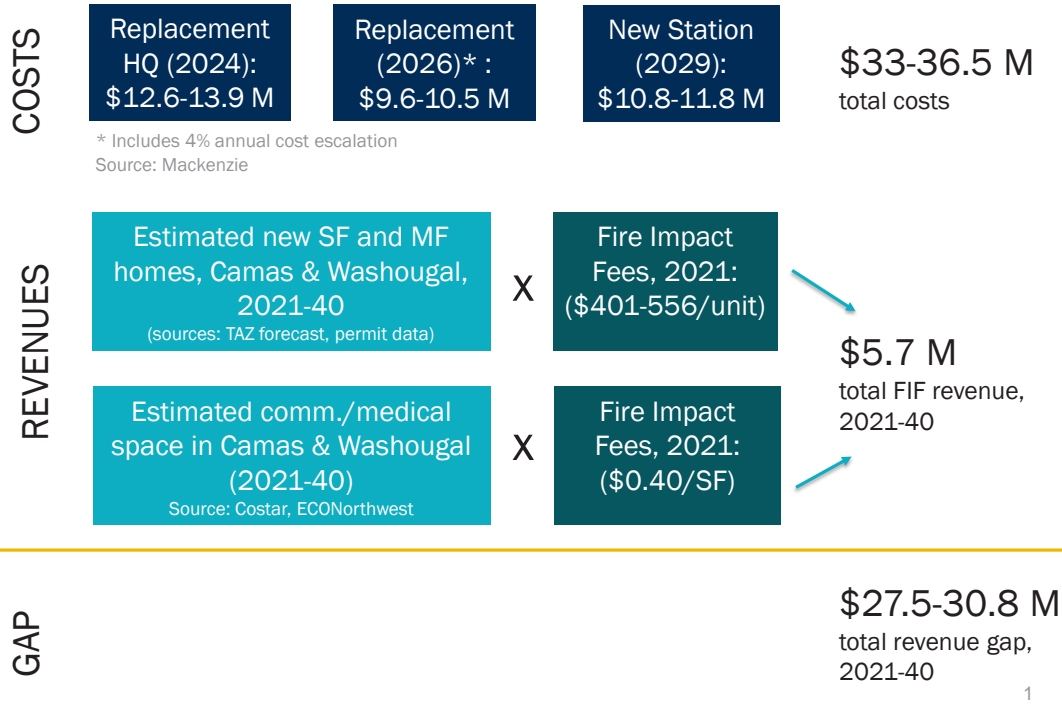 COSTS
Replacement
HQ (2024):
$12.6-13.9 M
Replacement
(2026)* :
$9.6-10.5 M
New Station
(2029):
$10.8-11.8 M
$33-36.5 M
total costs
* Includes 4% annual cost escalation
Source: Mackenzie
REVENUES
Estimated new SF and MF
homes, Camas & Washougal,
2021-40
(sources: TAZ forecast, permit data)
X
Fire Impact
Fees, 2021:
($401-556/unit)
Estimated comm./medical
space in Camas & Washougal
(2021-40)
Source: Costar, ECONorthwest
X
Fire Impact
Fees, 2021:
($0.40/SF)
$5.7 M
total FIF revenue,
2021-40
GAP
$27.5-30.8 M
total revenue gap,
2021-40
1